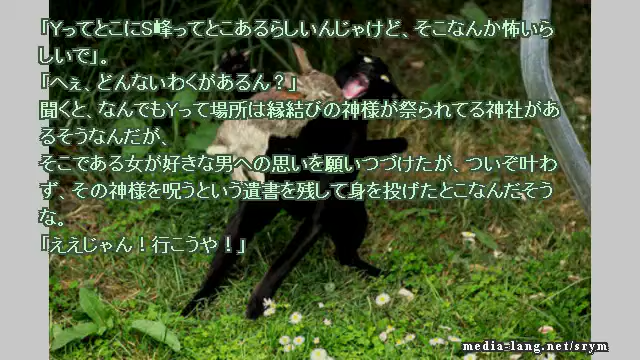 「YってとこにS峰ってとこあるらしいんじゃけど、そこなんか怖いら
しいで」。
「へぇ、どんないわくがあるん？」
聞くと、なんでもYって場所は縁結びの神様が祭られてる神社があ
るそうなんだが、
そこである女が好きな男への思いを願いつづけたが、ついぞ叶わ
ず、その神様を呪うという遺書を残して身を投げたとこなんだそう
な。
「ええじゃん！行こうや！」
media-lang.net/srym